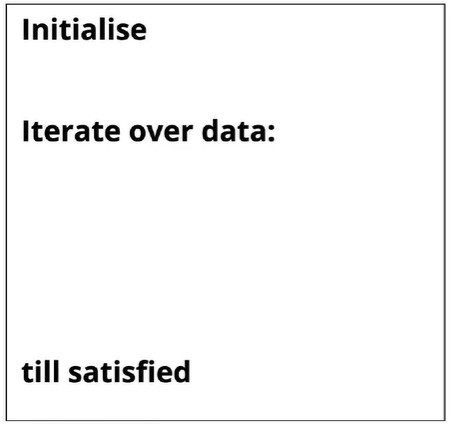 Initialise
Iterate over data:
till satisfied